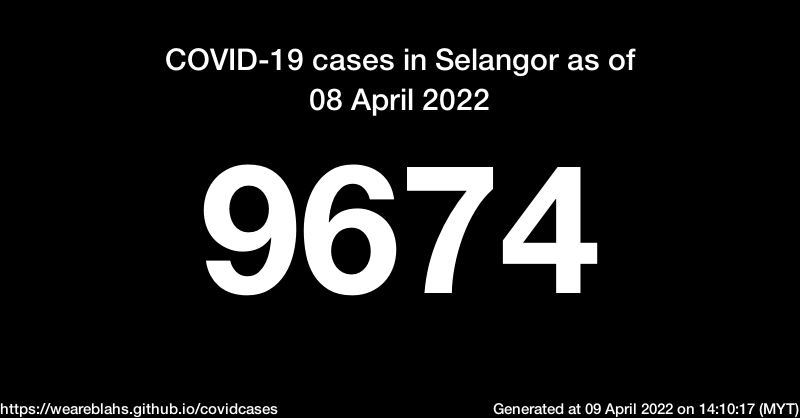 COVID-19 cases in Selangor as of
08 April 2022
9674
https://weareblahs.github.io/covidcases
Generated at 09 April 2022 on 14:10:17 (MYT)